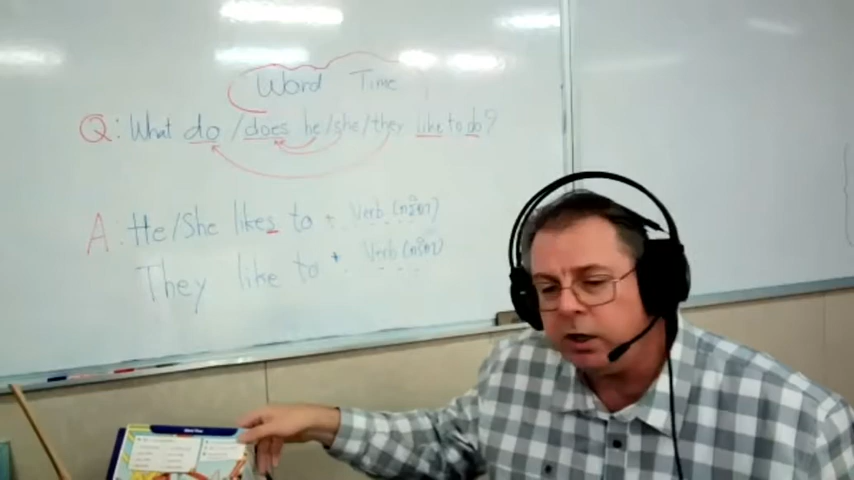 Word Time
Q: What do /does he/she/they like to do?
A: He/She likes to + Verb (กริยา)
They like to + Verb (กริยา)